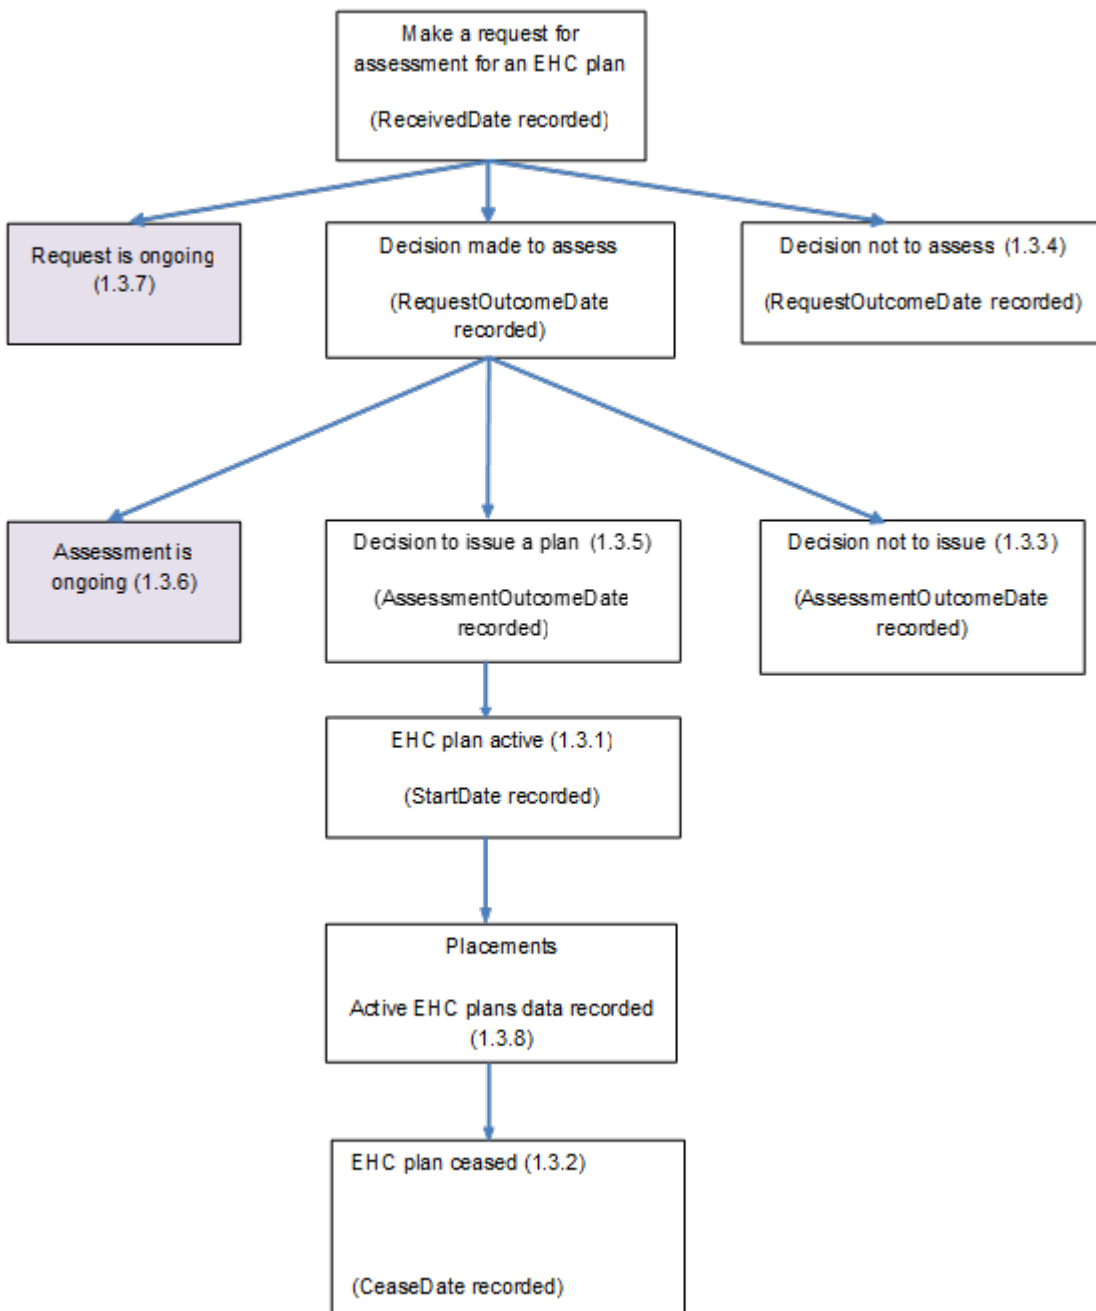 Make a request for
assessment for an EHC plan
(ReceivedDate recorded)
Request is ongoing
(1.3.7)
Decision made to assess
(RequestOutcomeDate
recorded)
Decision not to assess (1.3.4)
(RequestOutcomeDate recorded)
Assessment is
ongoing (1.3.6)
Decision to issue a plan (1.3.5)
(AssessmentOutcomeDate
recorded)
Decision not to issue (1.3.3)
(AssessmentOutcomeDate
recorded)
EHC plan active (1.3.1)
(StartDate recorded)
Placements
Active EHC plans data recorded
(1.3.8)
EHC plan ceased (1.3.2)
(CeaseDate recorded)